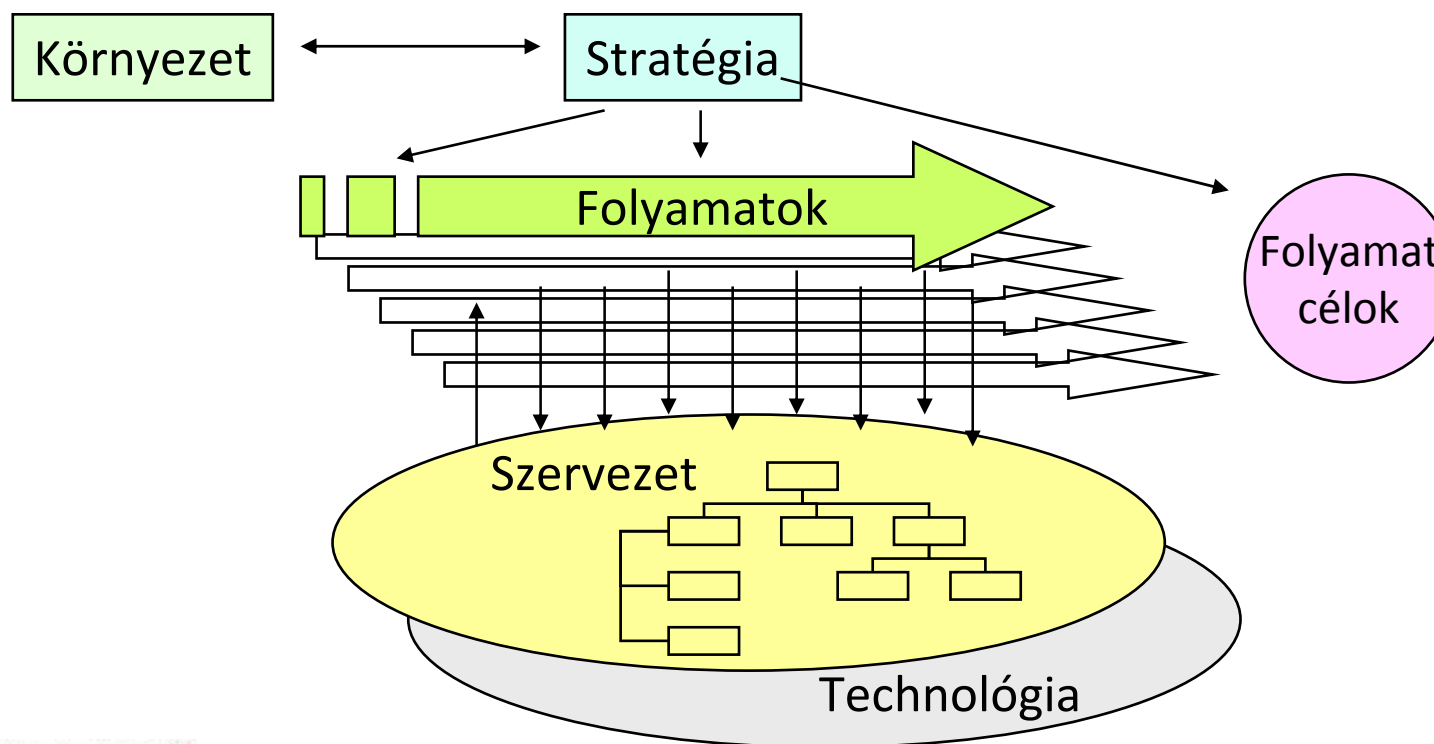 Környezet
Stratégia
Folyamatok
Folyamat
célok
Szervezet
Technológia